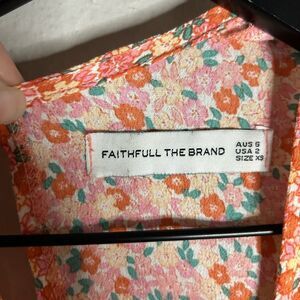 FAITHFULL THE BRAND
AUS 6
USA 2
SIZE XS